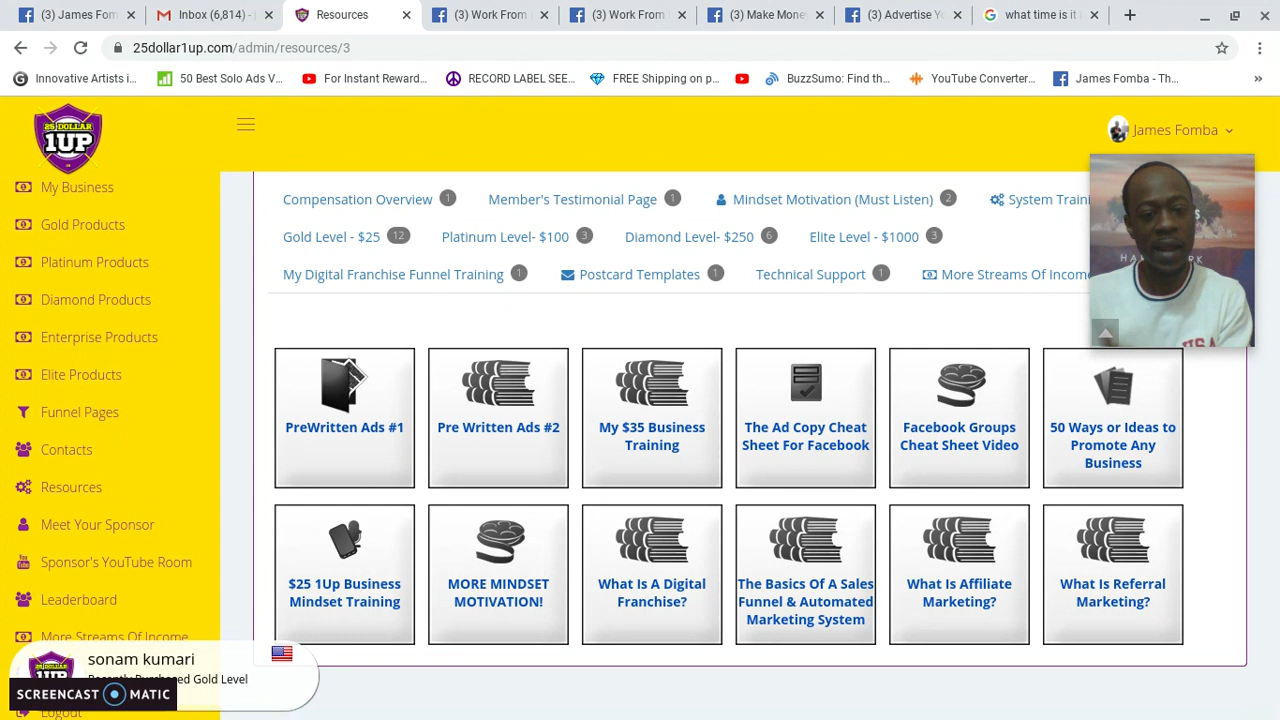 (3) James Fom
Inbox (6,814) - j
Resources
(3) Work From
(3) Work From
(3) Make Money
(3) Advertise Yo
what time is it i
25dollar1up.com/admin/resources/3
Innovative Artists i...
50 Best Solo Ads V...
For Instant Reward...
RECORD LABEL SEE...
FREE Shipping on p...
BuzzSumo: Find th...
YouTube Converter...
James Fomba - Th...
25 DOLLAR
1UP
James Fomba
My Business
Gold Products
Platinum Products
Diamond Products
Enterprise Products
Elite Products
Funnel Pages
Contacts
Resources
Meet Your Sponsor
Sponsor's YouTube Room
Leaderboard
More Streams Of Income
Logout
Compensation Overview 1
Member's Testimonial Page 1
Mindset Motivation (Must Listen) 2
System Traini
Gold Level - $25 12
Platinum Level- $100 3
Diamond Level- $250 6
Elite Level - $1000 3
My Digital Franchise Funnel Training 1
Postcard Templates 1
Technical Support 1
More Streams Of Income
PreWritten Ads #1
Pre Written Ads #2
My $35 Business
Training
The Ad Copy Cheat
Sheet For Facebook
Facebook Groups
Cheat Sheet Video
50 Ways or Ideas to
Promote Any
Business
$25 1Up Business
Mindset Training
MORE MINDSET
MOTIVATION!
What Is A Digital
Franchise?
The Basics Of A Sales
Funnel & Automated
Marketing System
What Is Affiliate
Marketing?
What Is Referral
Marketing?
sonam kumari
Recently Purchased Gold Level
SCREENCAST MATIC